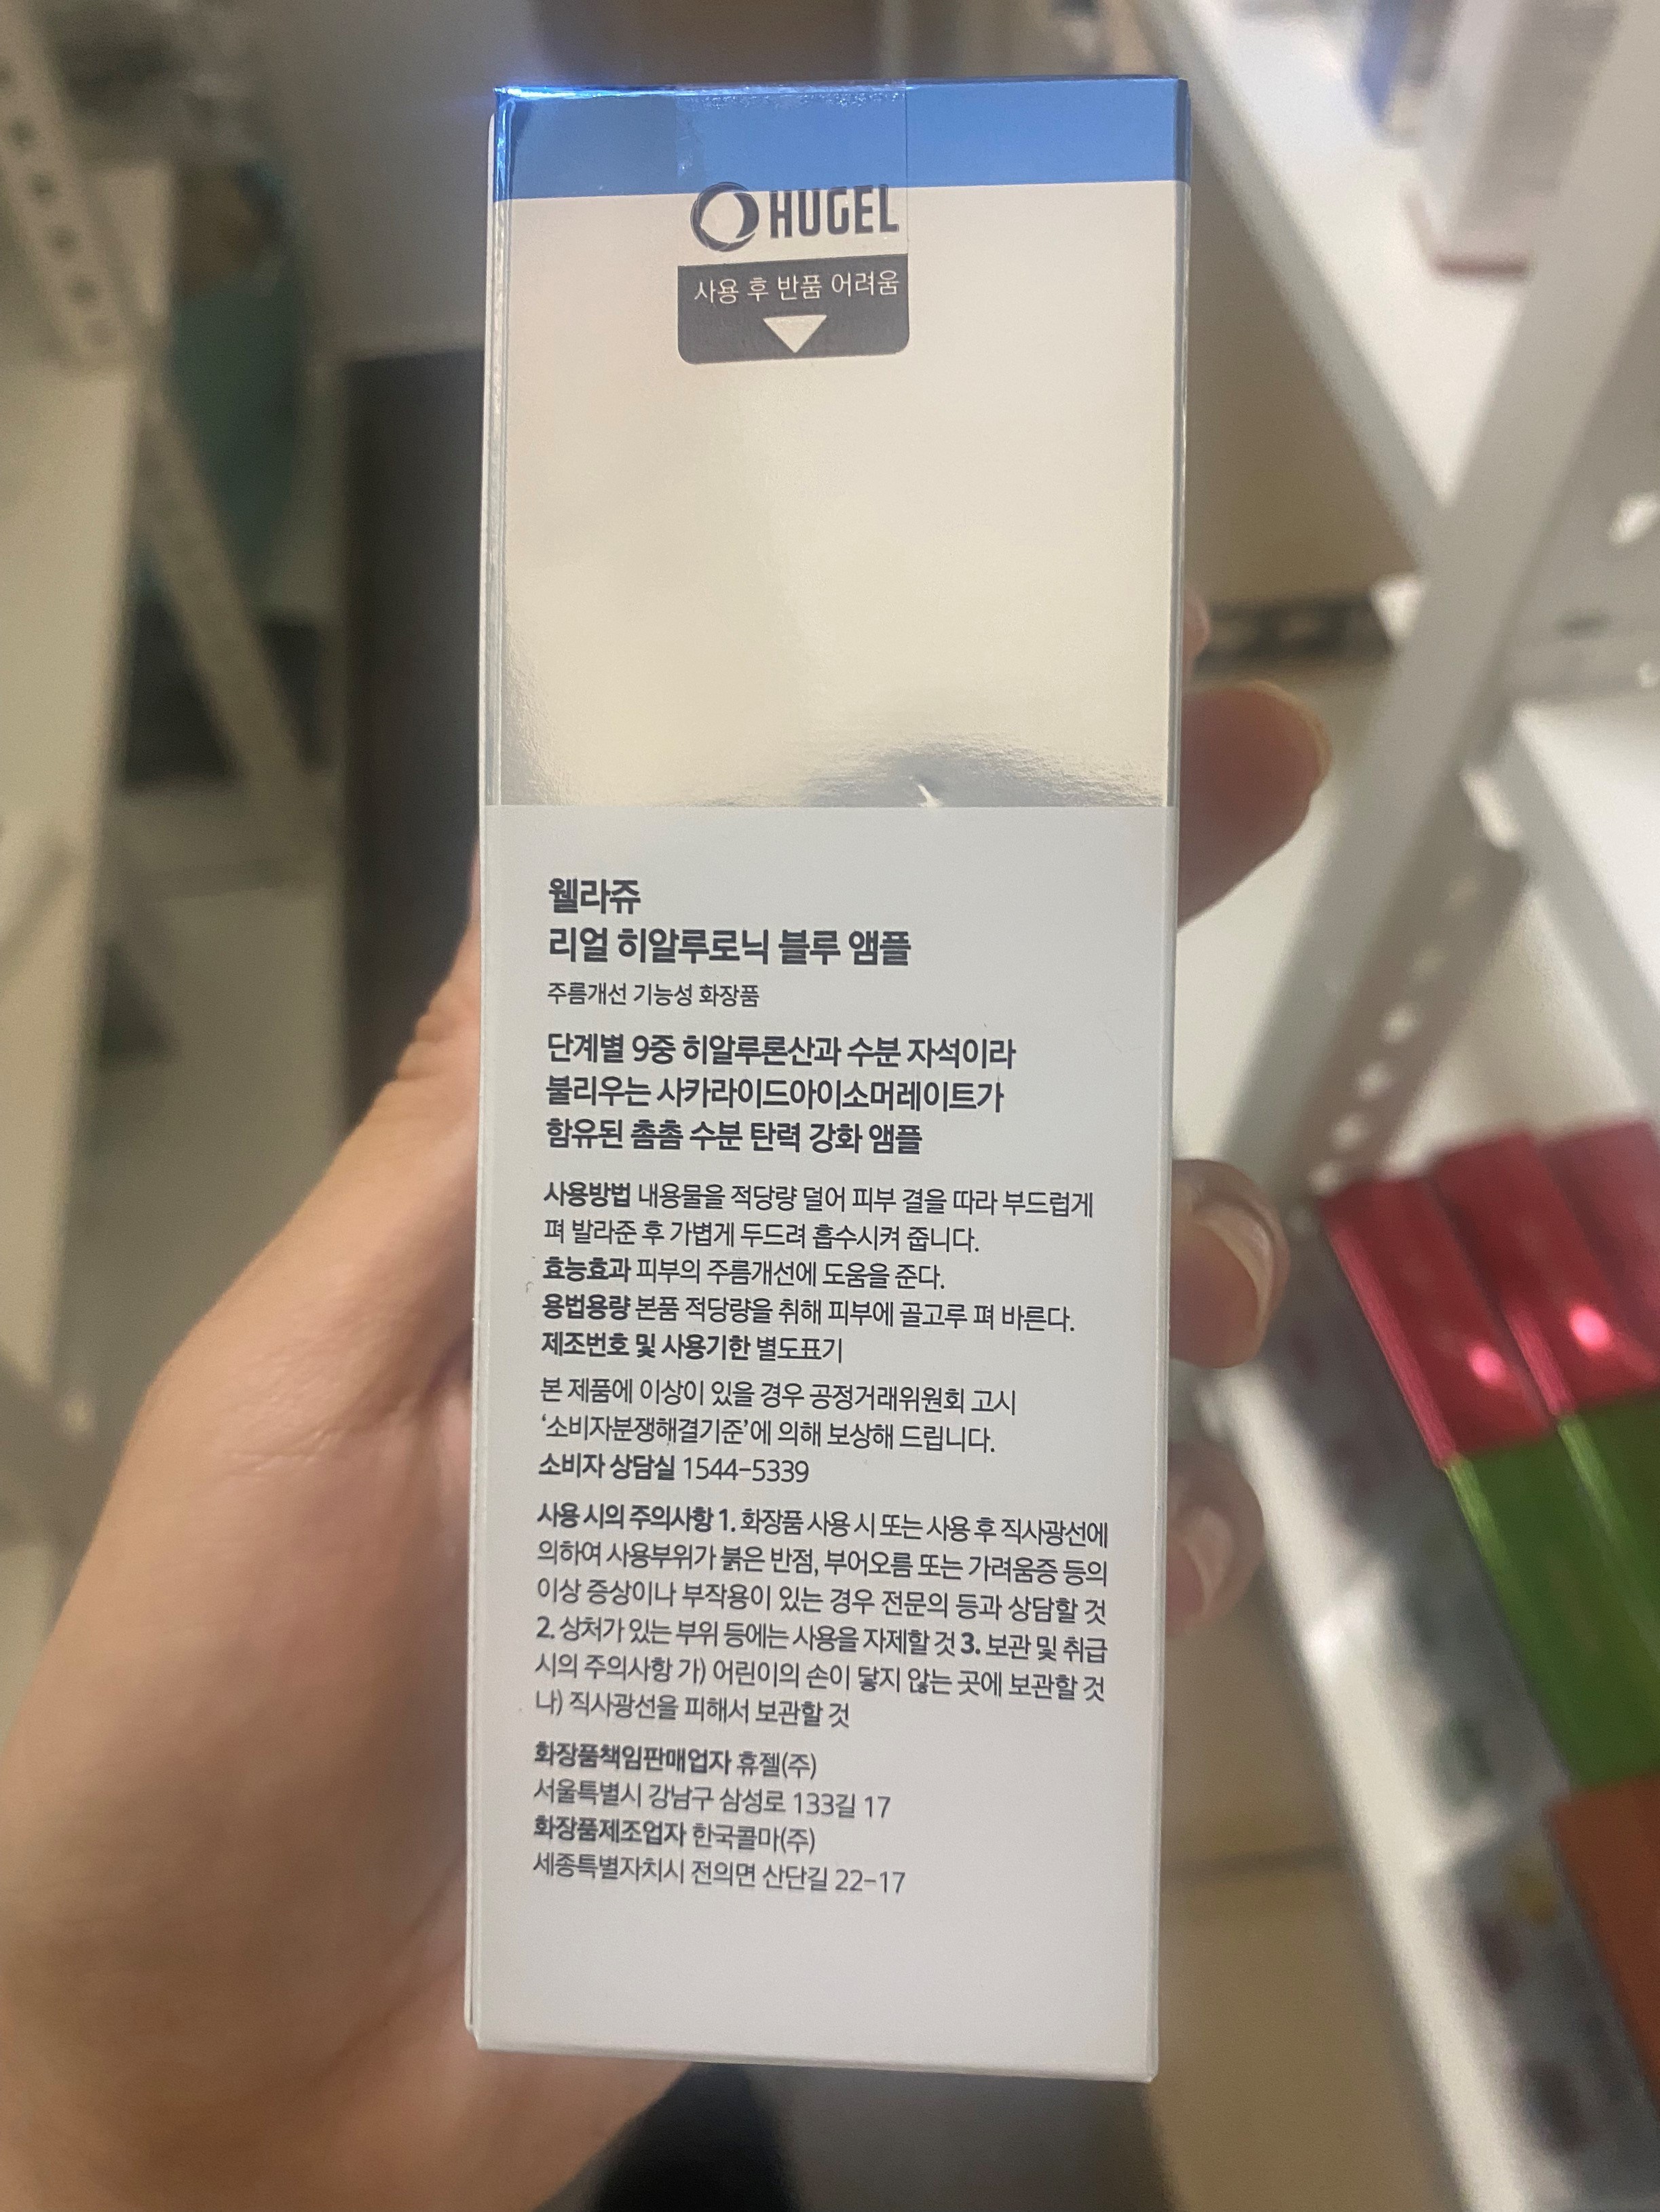 HUGEL
사용 후 반품 어려움
웰라쥬
리얼 히알루로닉 블루 앰플
주름개선 기능성 화장품
단계별 9중 히알루론산과 수분 자석이라
불리우는 사카라이드아이소머레이트가
함유된 촘촘 수분 탄력 강화 앰플
사용방법 내용물을 적당량 덜어 피부 결을 따라 부드럽게
펴 발라준 후 가볍게 두드려 흡수시켜 줍니다.
효능효과 피부의 주름개선에 도움을 준다.
용법용량 본품 적당량을 취해 피부에 골고루 펴 바른다.
제조번호 및 사용기한 별도표기
본 제품에 이상이 있을 경우 공정거래위원회 고시
‘소비자분쟁해결기준’에 의해 보상해 드립니다.
소비자 상담실 1544-5339
사용 시의 주의사항 1. 화장품 사용 시 또는 사용 후 직사광선에
의하여 사용부위가 붉은 반점, 부어오름 또는 가려움증 등의
이상 증상이나 부작용이 있는 경우 전문의 등과 상담할 것
2. 상처가 있는 부위 등에는 사용을 자제할 것 3. 보관 및 취급
시의 주의사항 가) 어린이의 손이 닿지 않는 곳에 보관할 것
나) 직사광선을 피해서 보관할 것
화장품책임판매업자 휴젤(주)
서울특별시 강남구 삼성로 133길 17
화장품제조업자 한국콜마(주)
세종특별자치시 전의면 산단길 22-17